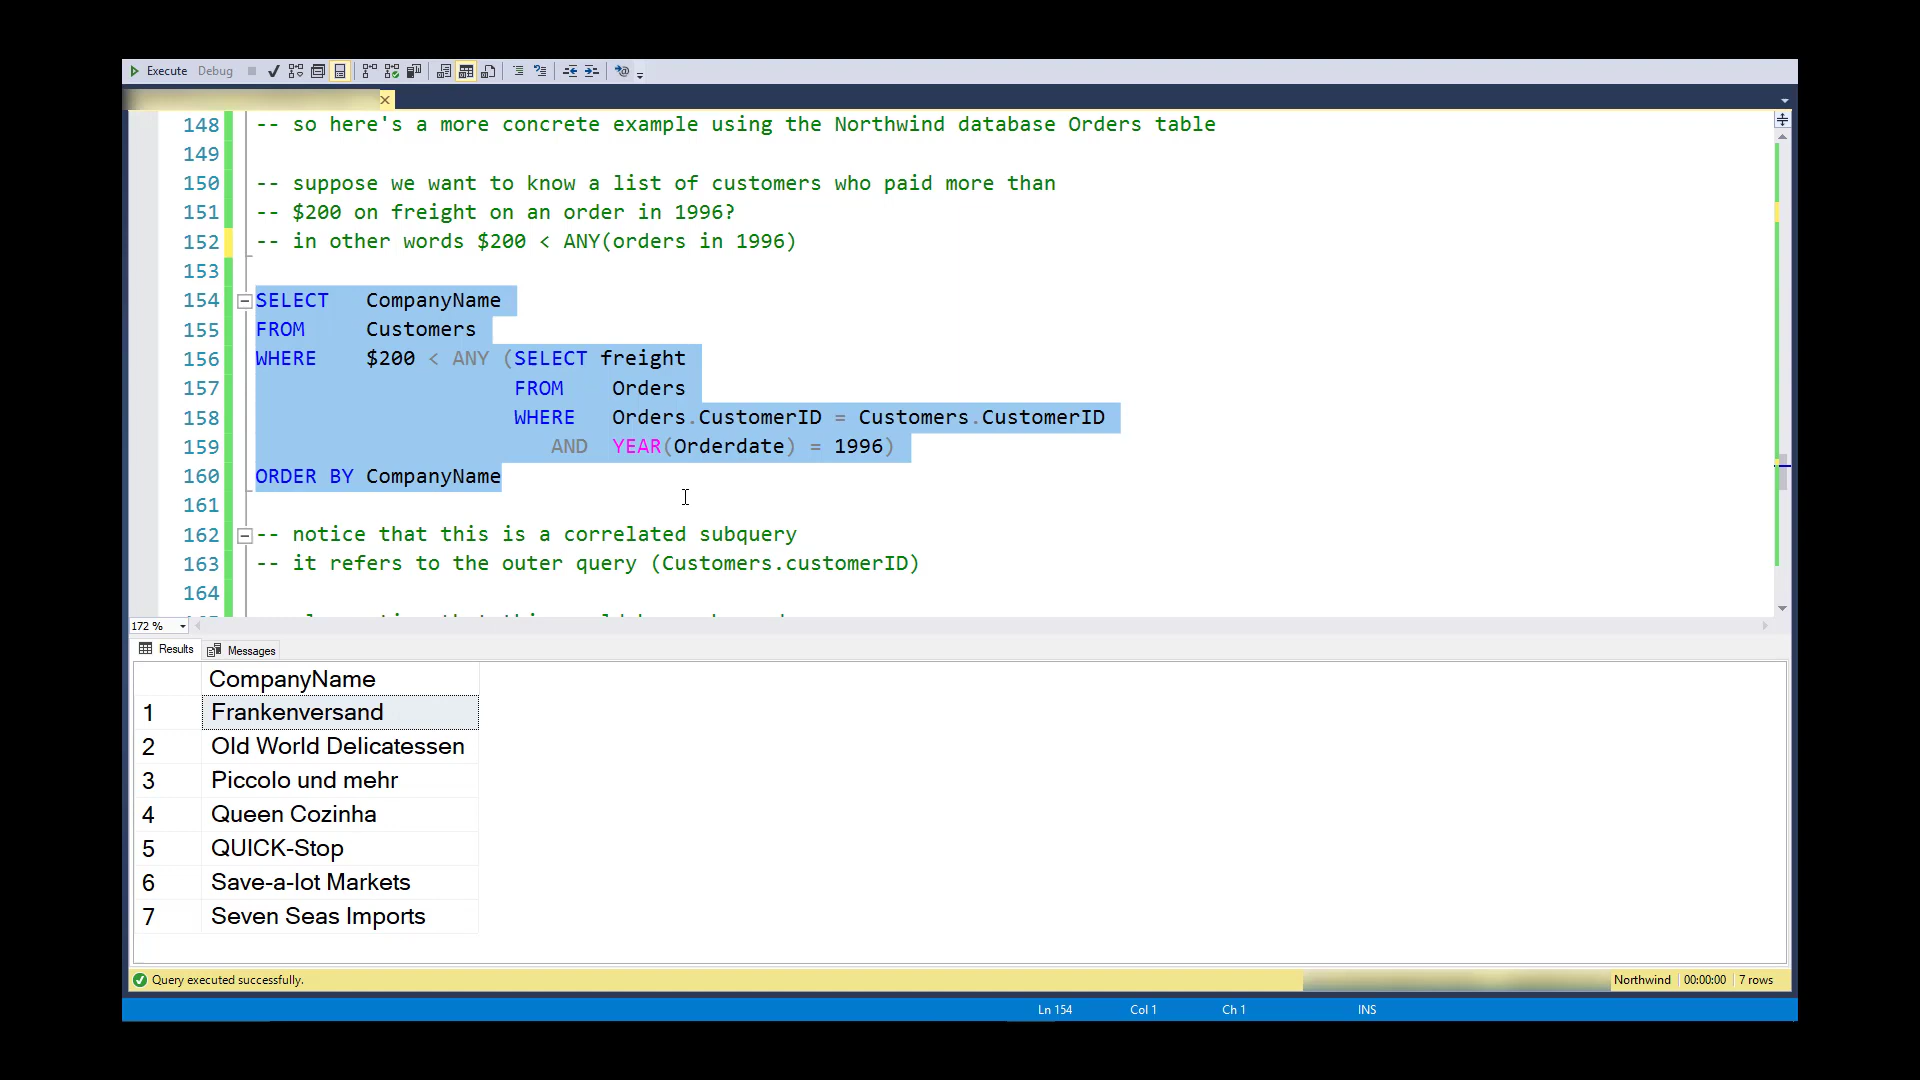 Execute Debug
148 -- so here's a more concrete example using the Northwind database Orders table
149
150 -- suppose we want to know a list of customers who paid more than
151 -- $200 on freight on an order in 1996?
152 -- in other words $200 < ANY(orders in 1996)
153
154 SELECT CompanyName
155 FROM Customers
156 WHERE $200 < ANY (SELECT freight
157 FROM Orders
158 WHERE Orders.CustomerID = Customers.CustomerID
159 AND YEAR(Orderdate) = 1996)
160 ORDER BY CompanyName
161
162 -- notice that this is a correlated subquery
163 -- it refers to the outer query (Customers.customerID)
164
172 %
Results Messages
CompanyName
1 Frankenversand
2 Old World Delicatessen
3 Piccolo und mehr
4 Queen Cozinha
5 QUICK-Stop
6 Save-a-lot Markets
7 Seven Seas Imports
Query executed successfully. Northwind 00:00:00 7 rows
Ln 154 Col 1 Ch 1 INS